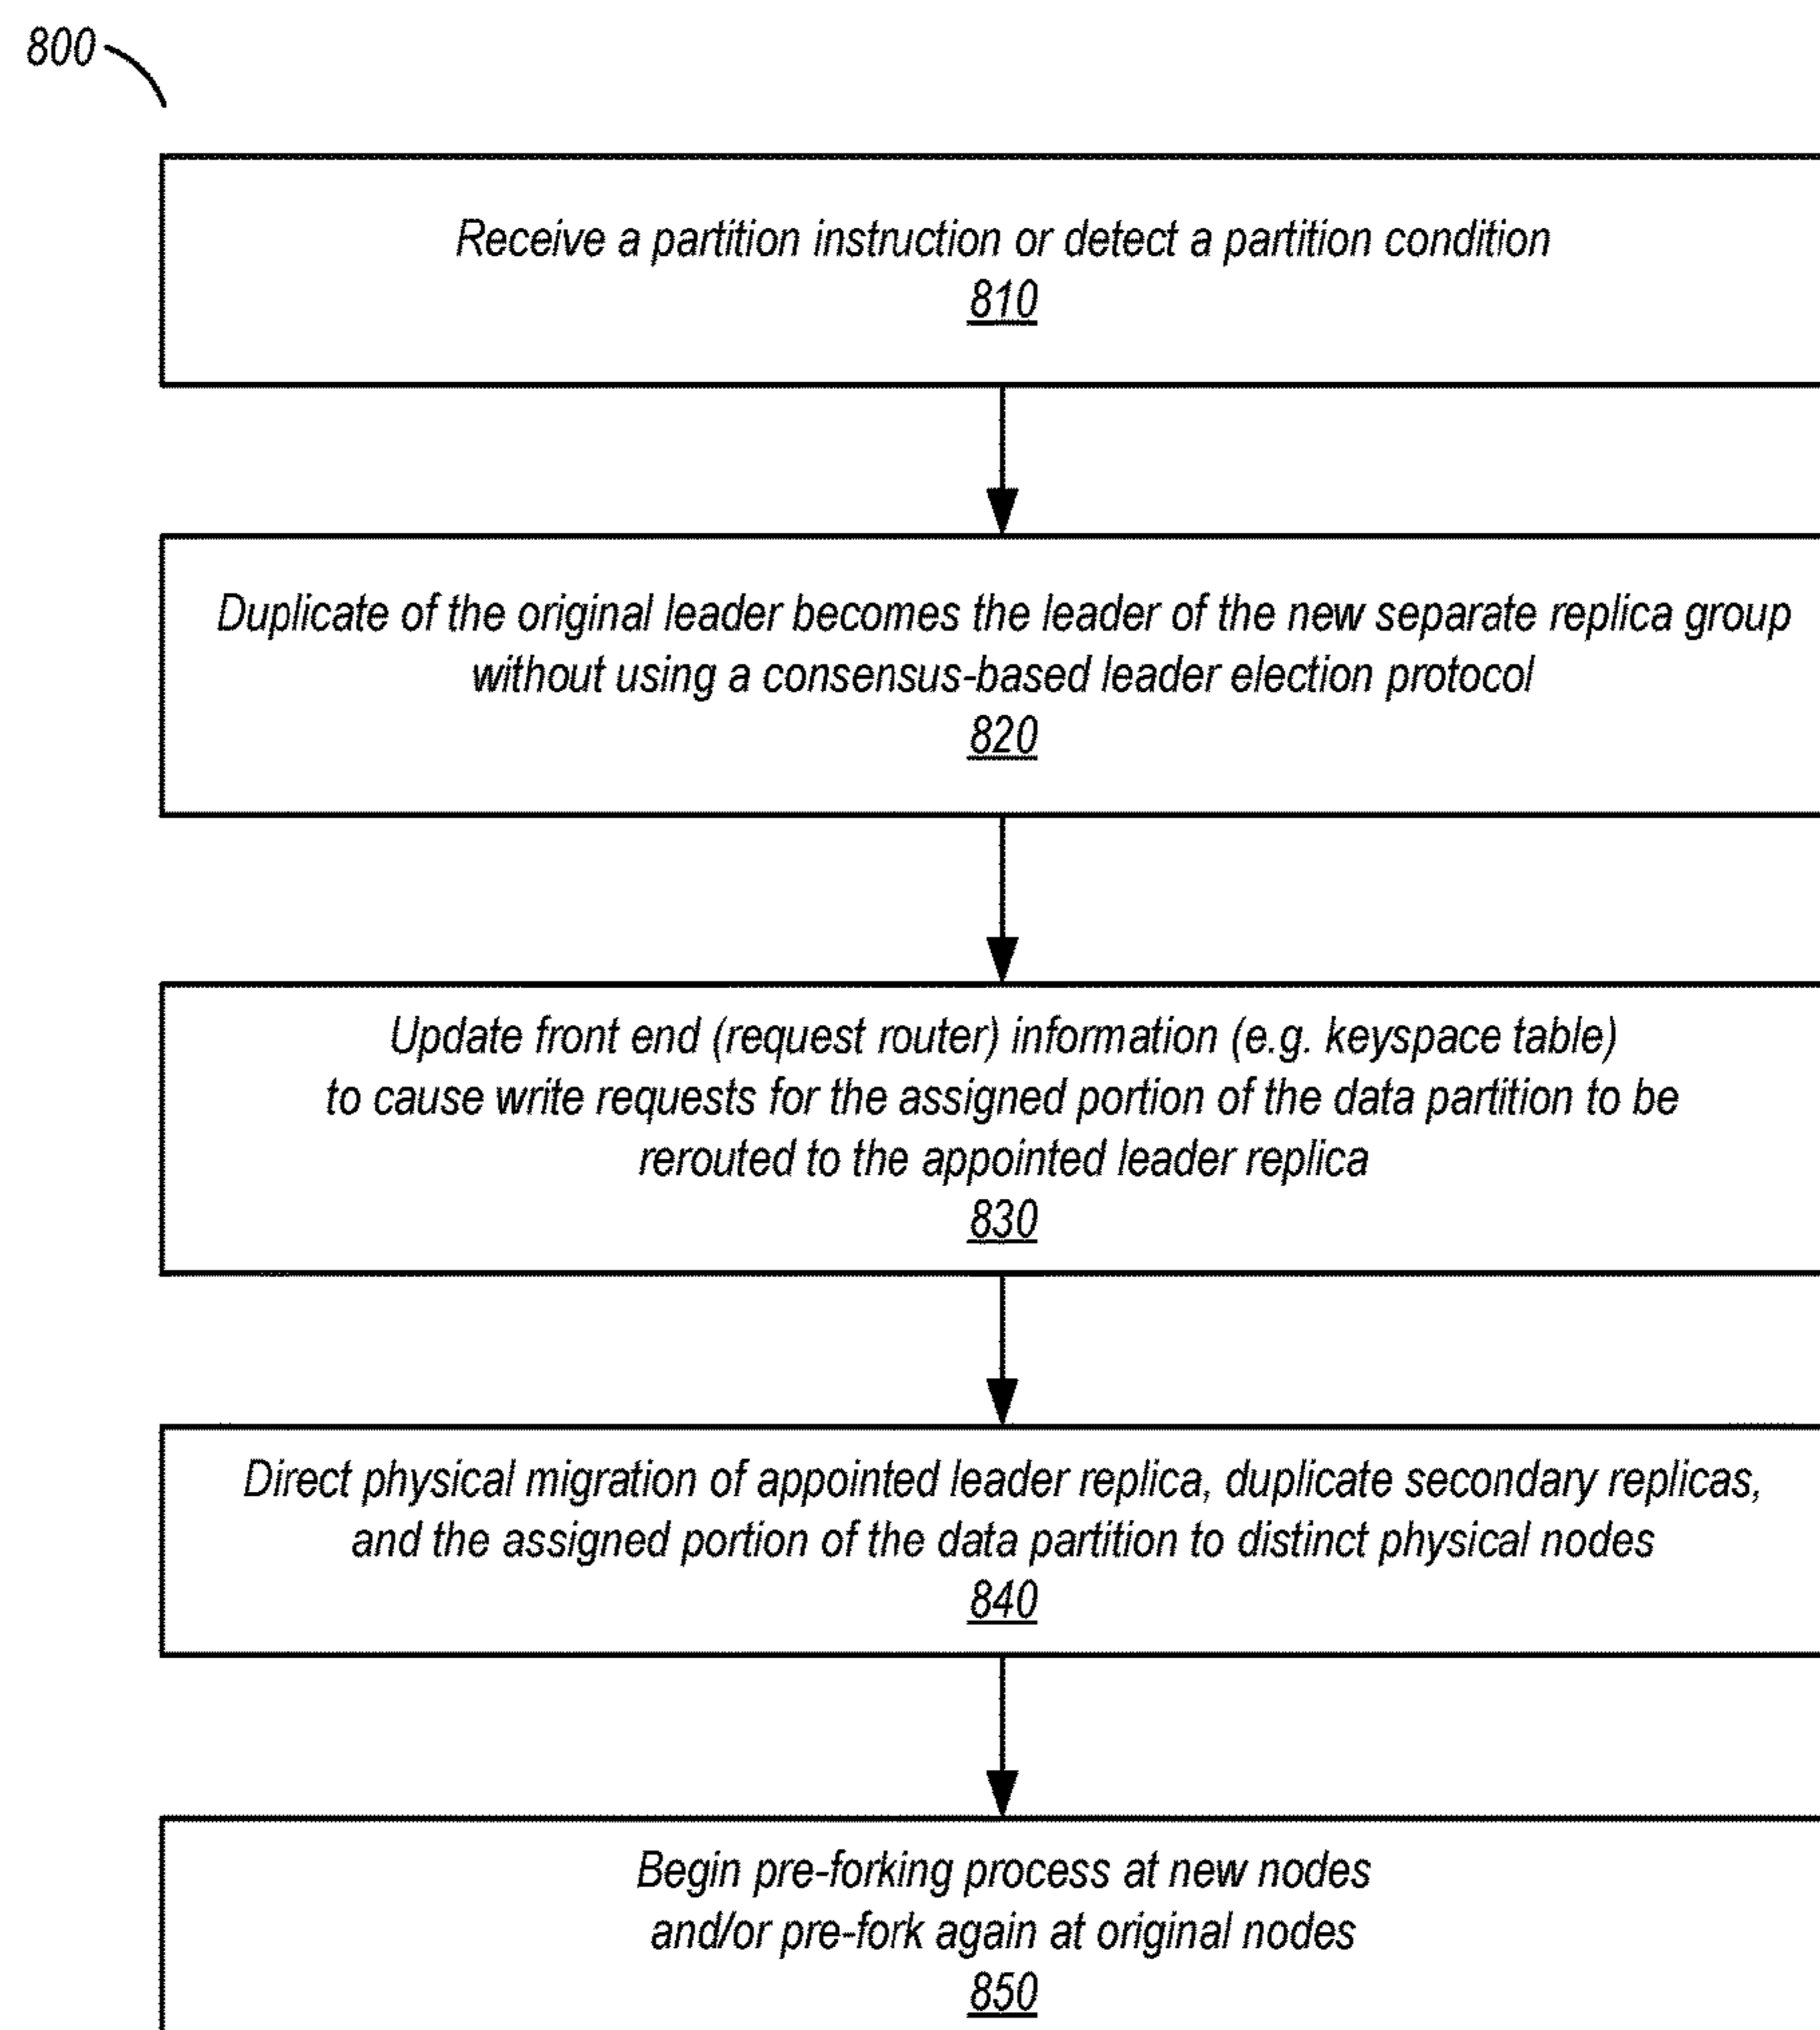 800
Receive a partition instruction or detect a partition condition
810
Duplicate of the original leader becomes the leader of the new separate replica group
without using a consensus-based leader election protocol
820
Update front end (request router) information (e.g. keyspace table)
to cause write requests for the assigned portion of the data partition to be
rerouted to the appointed leader replica
830
Direct physical migration of appointed leader replica, duplicate secondary replicas,
and the assigned portion of the data partition to distinct physical nodes
840
Begin pre-forking process at new nodes
and/or pre-fork again at original nodes
850